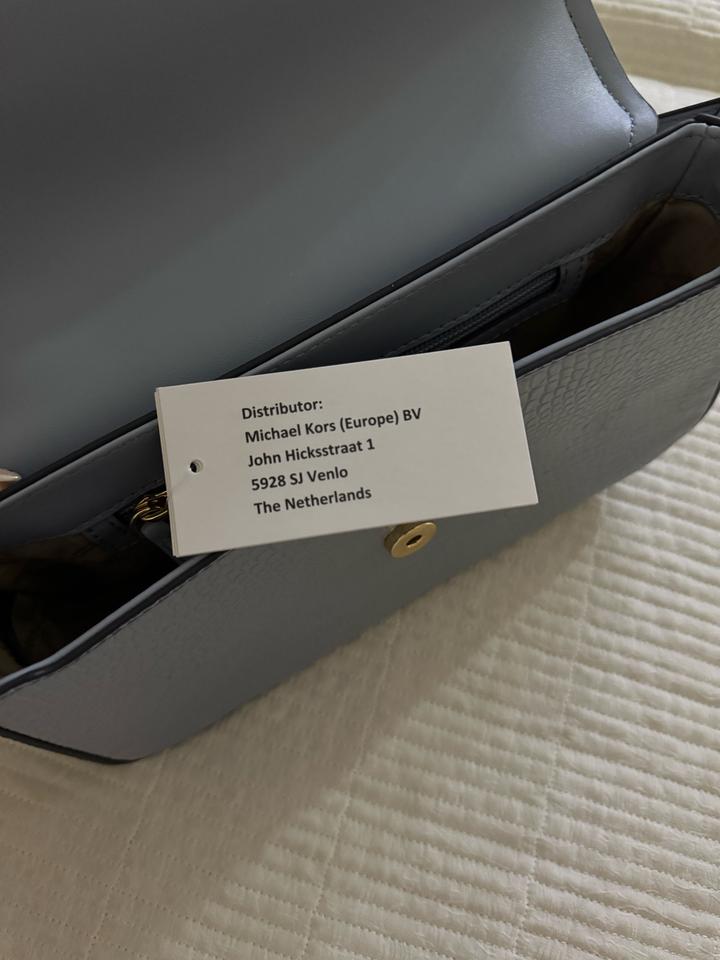 Distributor:
Michael Kors (Europe) BV
John Hicksstraat 1
5928 SJ Venlo
The Netherlands